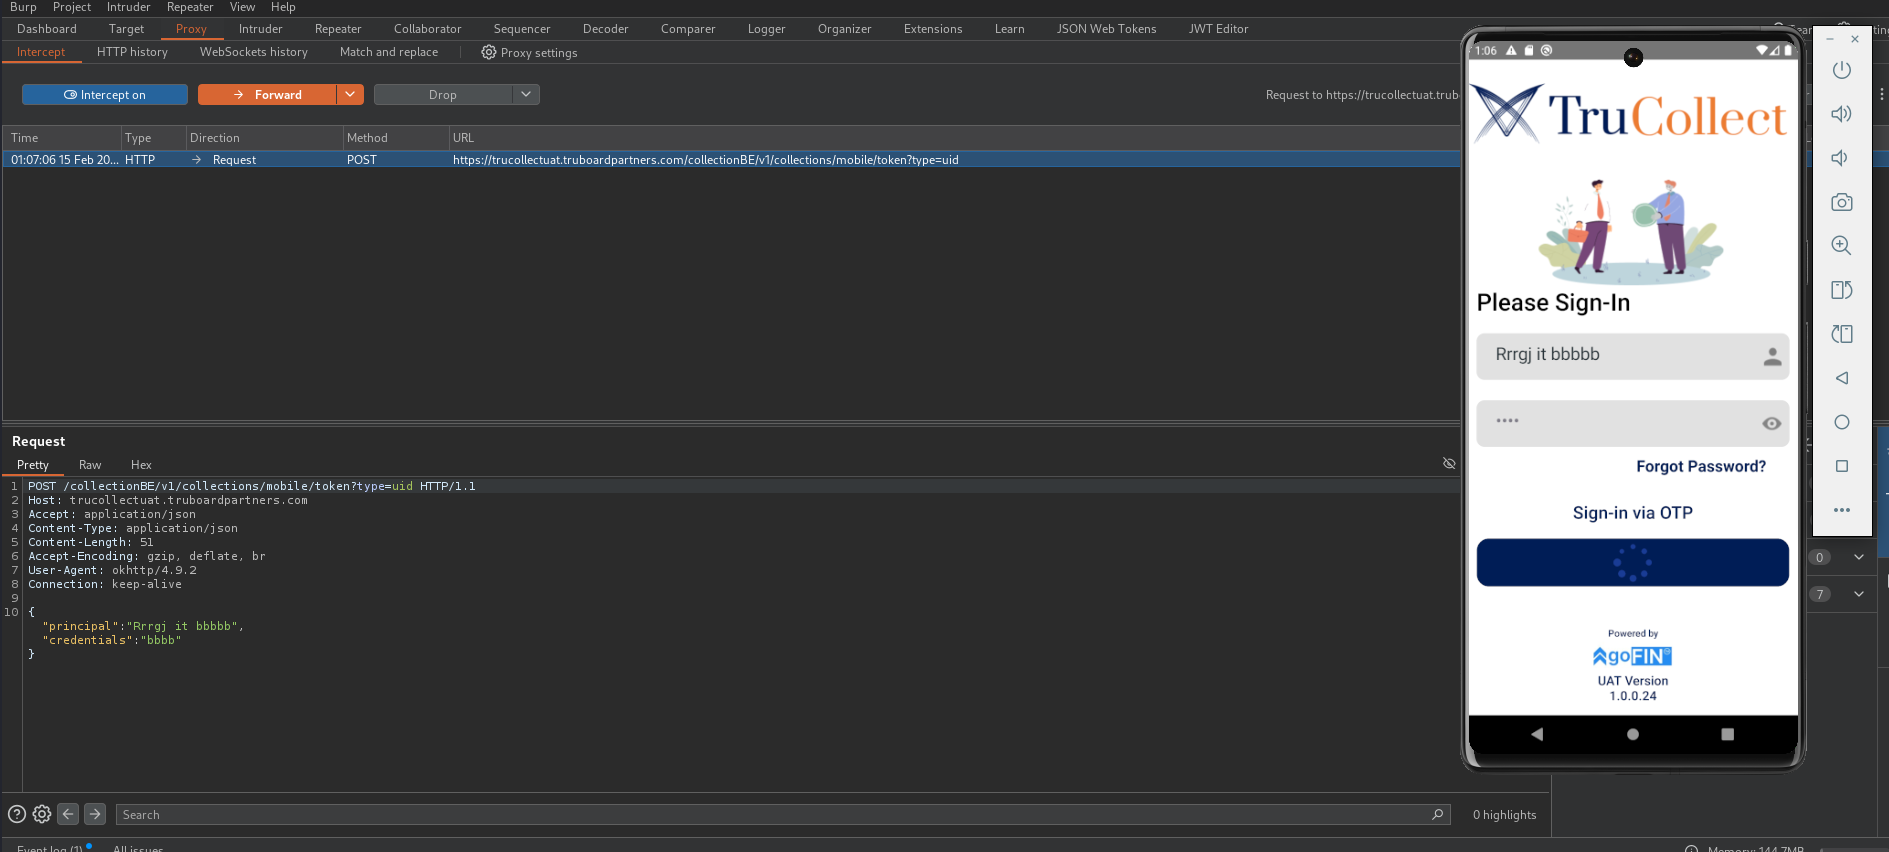 Burp Project Intruder Repeater View Help
Dashboard Target Proxy Intruder Repeater Collaborator Sequencer Decoder Comparer Logger Organizer Extensions Learn JSON Web Tokens JWT Editor
Intercept HTTP history WebSockets history Match and replace Proxy settings
Intercept on Forward Drop Request to https://trucollectuat.trub
Time Type Direction Method URL
01:07:06 15 Feb 20... HTTP Request POST https://trucollectuat.truboardpartners.com/collectionBE/v1/collections/mobile/token?type=uid
Request
Pretty Raw Hex
1 POST /collectionBE/v1/collections/mobile/token?type=uid HTTP/1.1
2 Host: trucollectuat.truboardpartners.com
3 Accept: application/json
4 Content-Type: application/json
5 Content-Length: 51
6 Accept-Encoding: gzip, deflate, br
7 User-Agent: okhttp/4.9.2
8 Connection: keep-alive
9
10 {
"principal":"Rrrgj it bbbbb",
"credentials":"bbbb"
}
Search 0 highlights
Event log (1) All issues
Memory: 144.7MB
1:06
TruCollect
Please Sign-In
Rrrgj it bbbbb
••••
Forgot Password?
Sign-in via OTP
Powered by
goFIN
UAT Version
1.0.0.24
0
7